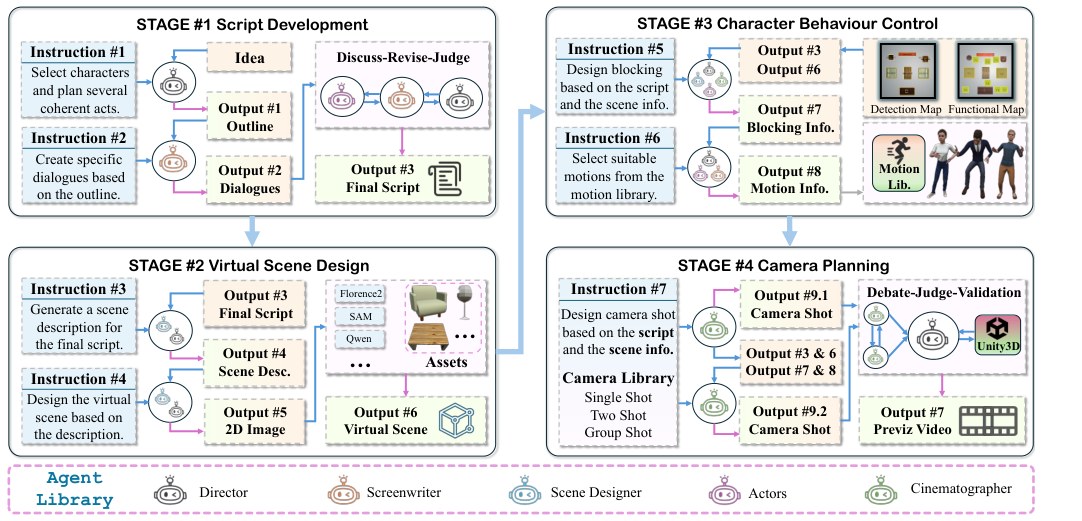 STAGE #1 Script Development
Instruction #1
Select characters
and plan several
coherent acts.
Instruction #2
Create specific
dialogues based
on the outline.
Idea
Output #1
Outline
Output #2
Dialogues
Discuss-Revise-Judge
Output #3
Final Script
STAGE #2 Virtual Scene Design
Instruction #3
Generate a scene
description for
the final script.
Instruction #4
Design the virtual
scene based on
the description.
Output #3
Final Script
Output #4
Scene Desc.
Output #5
2D Image
Florence2
SAM
Qwen
...
...
Assets
Output #6
Virtual Scene
STAGE #3 Character Behaviour Control
Instruction #5
Design blocking
based on the script
and the scene info.
Instruction #6
Select suitable
motions from the
motion library.
Output #3
Output #6
Output #7
Blocking Info.
Output #8
Motion Info.
Detection Map
Functional Map
Motion
Lib.
STAGE #4 Camera Planning
Instruction #7
Design camera shot
based on the script
and the scene info.
Camera Library
Single Shot
Two Shot
Group Shot
Output #9.1
Camera Shot
Output #3 & 6
Output #7 & 8
Output #9.2
Camera Shot
Debate-Judge-Validation
Unity3D
Output #7
Previz Video
Agent
Library
Director
Screenwriter
Scene Designer
Actors
Cinematographer